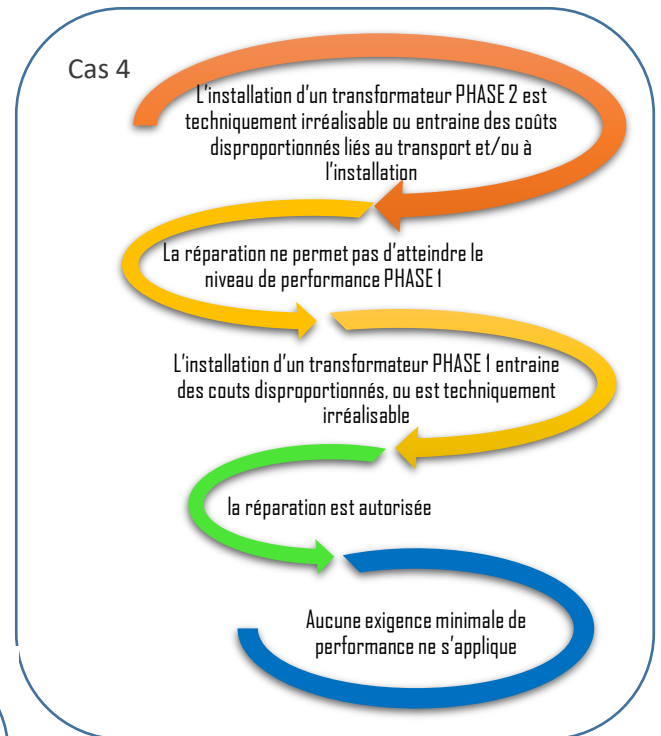 Cas 4
L'installation d'un transformateur PHASE 2 est
techniquement irréalisable ou entraine des coûts
disproportionnés liés au transport et/ou à
l'installation
La réparation ne permet pas d'atteindre le
niveau de performance PHASE 1
L'installation d'un transformateur PHASE 1 entraine
des couts disproportionnés, ou est techniquement
irréalisable
la réparation est autorisée
Aucune exigence minimale de
performance ne s'applique